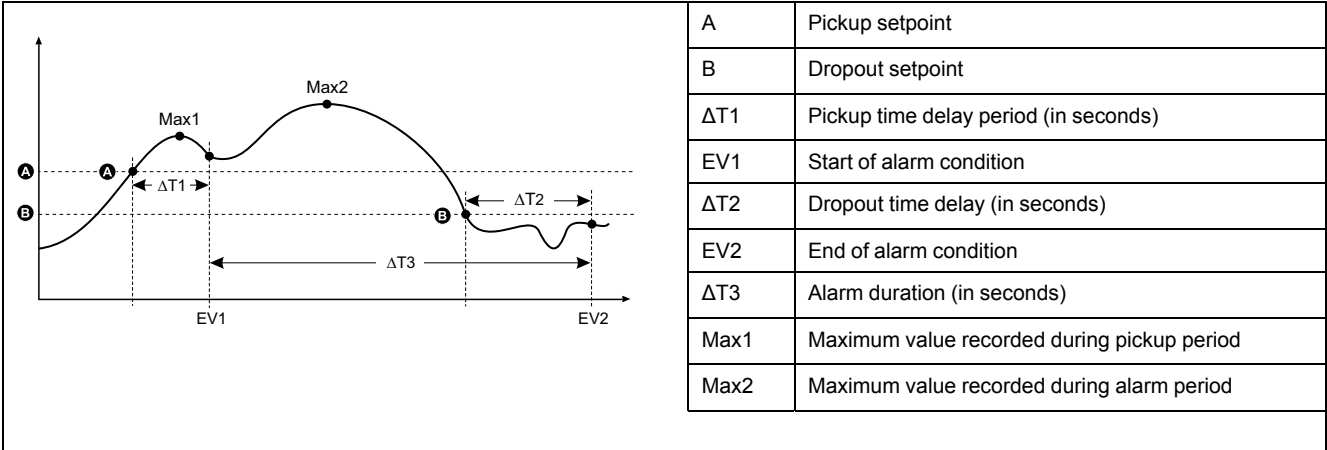 Max2
Max1
A
A
ΔT1
B
B
ΔT2
ΔT3
EV1
EV2
A Pickup setpoint
B Dropout setpoint
ΔT1 Pickup time delay period (in seconds)
EV1 Start of alarm condition
ΔT2 Dropout time delay (in seconds)
EV2 End of alarm condition
ΔT3 Alarm duration (in seconds)
Max1 Maximum value recorded during pickup period
Max2 Maximum value recorded during alarm period